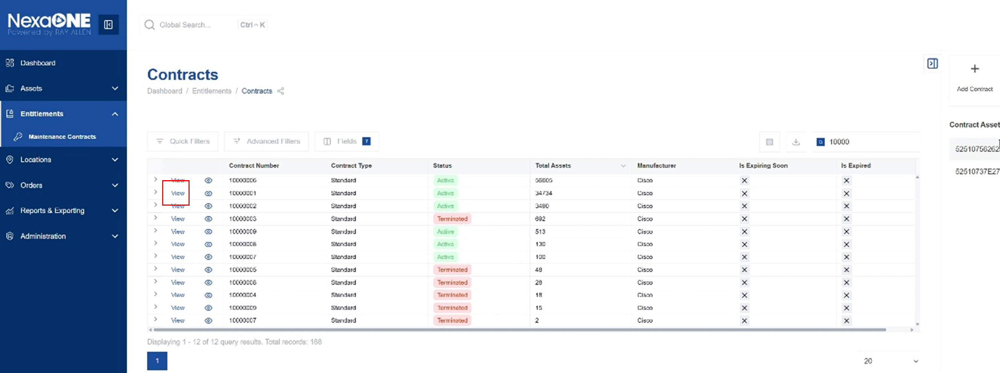 NexaONE
Powered by RAY ALLEN
Global Search... Ctrl ^ K
Dashboard
Assets
Entitlements
Maintenance Contracts
Locations
Orders
Reports & Exporting
Administration
Contracts
Dashboard / Entitlements / Contracts
Add Contract
Contract Asset
52510756262
52510737E27
Quick Filters Advanced Filters Fields 7 10000
Contract Number Contract Type Status Total Assets Manufacturer Is Expiring Soon Is Expired
View Standard Active Cisco
View 10000001 Standard Active 34734 Cisco
View 10000002 Standard Active 3490 Cisco
View 10000003 Standard Terminated 692 Cisco
View 10000009 Standard Active 513 Cisco
View Standard Active 130 Cisco
View 10000007 Standard Active 100 Cisco
View 10000005 Standard Terminated 48 Cisco
View Standard Terminated 28 Cisco
View 10000004 Standard Terminated 18 Cisco
View Standard Terminated 15 Cisco
View 10000007 Standard Terminated 2 Cisco
Displaying 1 - 12 of 12 query results. Total records: 188
1
20